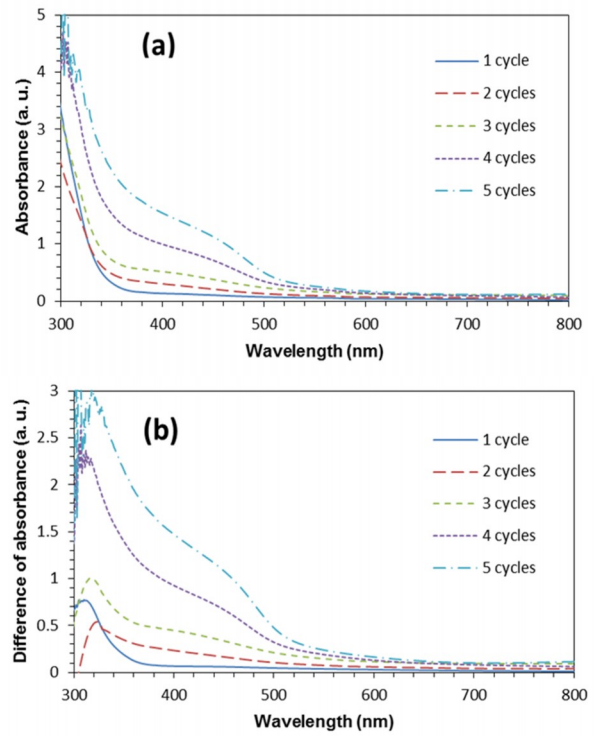 5
(a)
4
3
2
1
0
Absorbance (a. u.)
1 cycle
2 cycles
3 cycles
4 cycles
5 cycles
300 400 500 600 700 800
Wavelength (nm)
3
(b)
2.5
2
1.5
1
0.5
0
Difference of absorbance (a. u.)
1 cycle
2 cycles
3 cycles
4 cycles
5 cycles
300 400 500 600 700 800
Wavelength (nm)